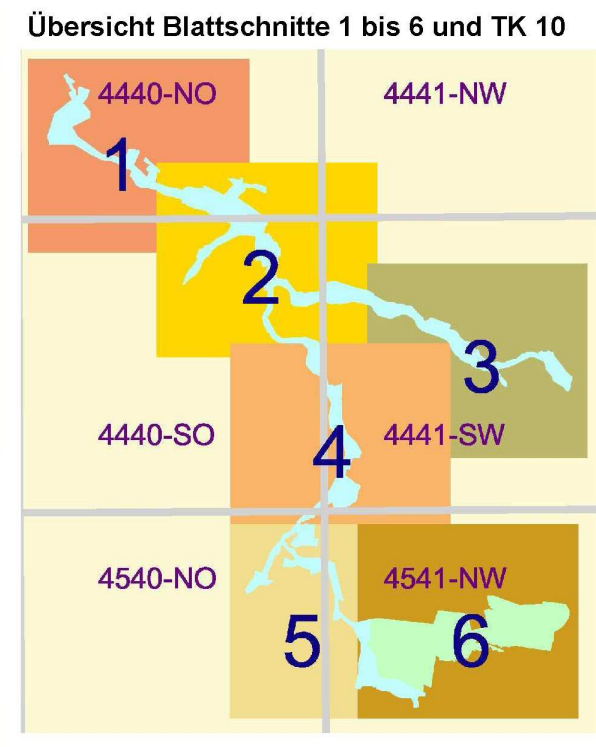 Übersicht Blattschnitte 1 bis 6 und TK 10
4440-NO
4441-NW
1
2
3
4440-SO
4
4441-SW
4540-NO
4541-NW
5
6